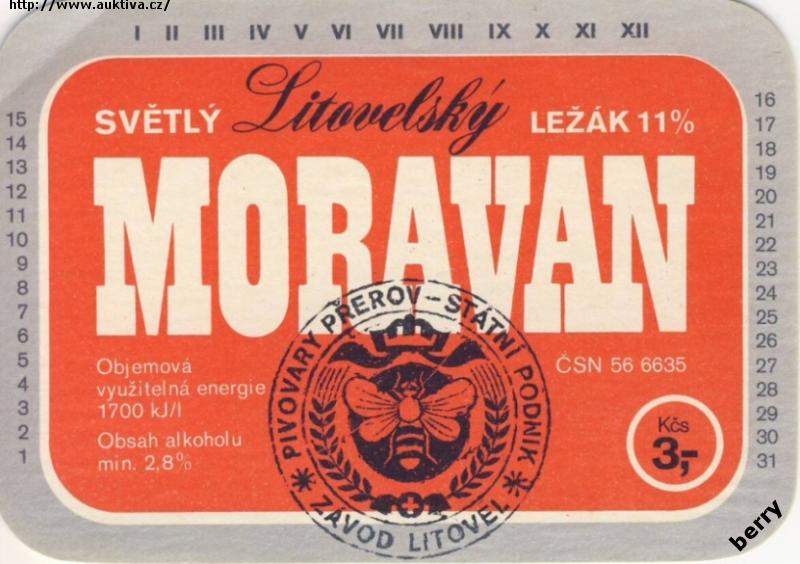 http://www.auktiva.cz/
I II III IV V VI VII VIII IX X XI XII
SVĚTLÝ Litovelský LEŽÁK 11%
MORAVAN
15
14
13
12
11
10
9
8
7
6
5
4
3
2
1
Objemová
využitelná energie
1700 kJ/l
Obsah alkoholu
min. 2,8%
PIVOVARY PŘEROV - STÁTNÍ PODNIK
* ZÁVOD LITOVEL *
ČSN 56 6635
Kčs
3,-
16
17
18
19
20
21
22
23
24
25
26
27
28
29
30
31
berry